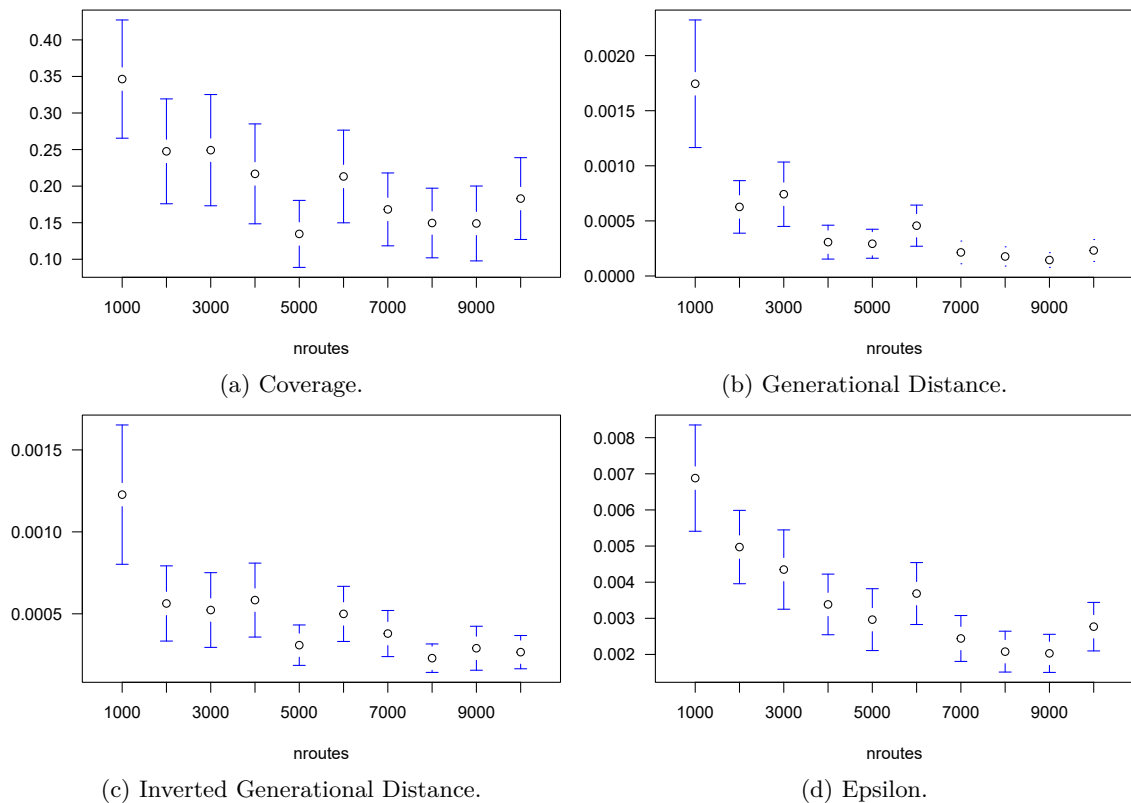 0.40
0.35
0.30
0.25
0.20
0.15
0.10
1000 3000 5000 7000 9000
nroutes
(a) Coverage.
0.0020
0.0015
0.0010
0.0005
0.0000
1000 3000 5000 7000 9000
nroutes
(b) Generational Distance.
0.0015
0.0010
0.0005
1000 3000 5000 7000 9000
nroutes
(c) Inverted Generational Distance.
0.008
0.007
0.006
0.005
0.004
0.003
0.002
1000 3000 5000 7000 9000
nroutes
(d) Epsilon.